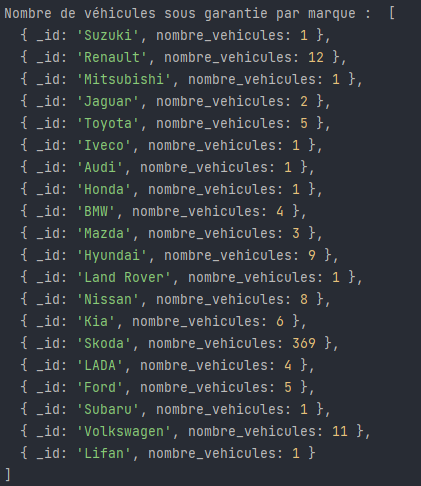 Nombre de véhicules sous garantie par marque :  [
  { _id: 'Suzuki', nombre_vehicules: 1 },
  { _id: 'Renault', nombre_vehicules: 12 },
  { _id: 'Mitsubishi', nombre_vehicules: 1 },
  { _id: 'Jaguar', nombre_vehicules: 2 },
  { _id: 'Toyota', nombre_vehicules: 5 },
  { _id: 'Iveco', nombre_vehicules: 1 },
  { _id: 'Audi', nombre_vehicules: 1 },
  { _id: 'Honda', nombre_vehicules: 1 },
  { _id: 'BMW', nombre_vehicules: 4 },
  { _id: 'Mazda', nombre_vehicules: 3 },
  { _id: 'Hyundai', nombre_vehicules: 9 },
  { _id: 'Land Rover', nombre_vehicules: 1 },
  { _id: 'Nissan', nombre_vehicules: 8 },
  { _id: 'Kia', nombre_vehicules: 6 },
  { _id: 'Skoda', nombre_vehicules: 369 },
  { _id: 'LADA', nombre_vehicules: 4 },
  { _id: 'Ford', nombre_vehicules: 5 },
  { _id: 'Subaru', nombre_vehicules: 1 },
  { _id: 'Volkswagen', nombre_vehicules: 11 },
  { _id: 'Lifan', nombre_vehicules: 1 }
]